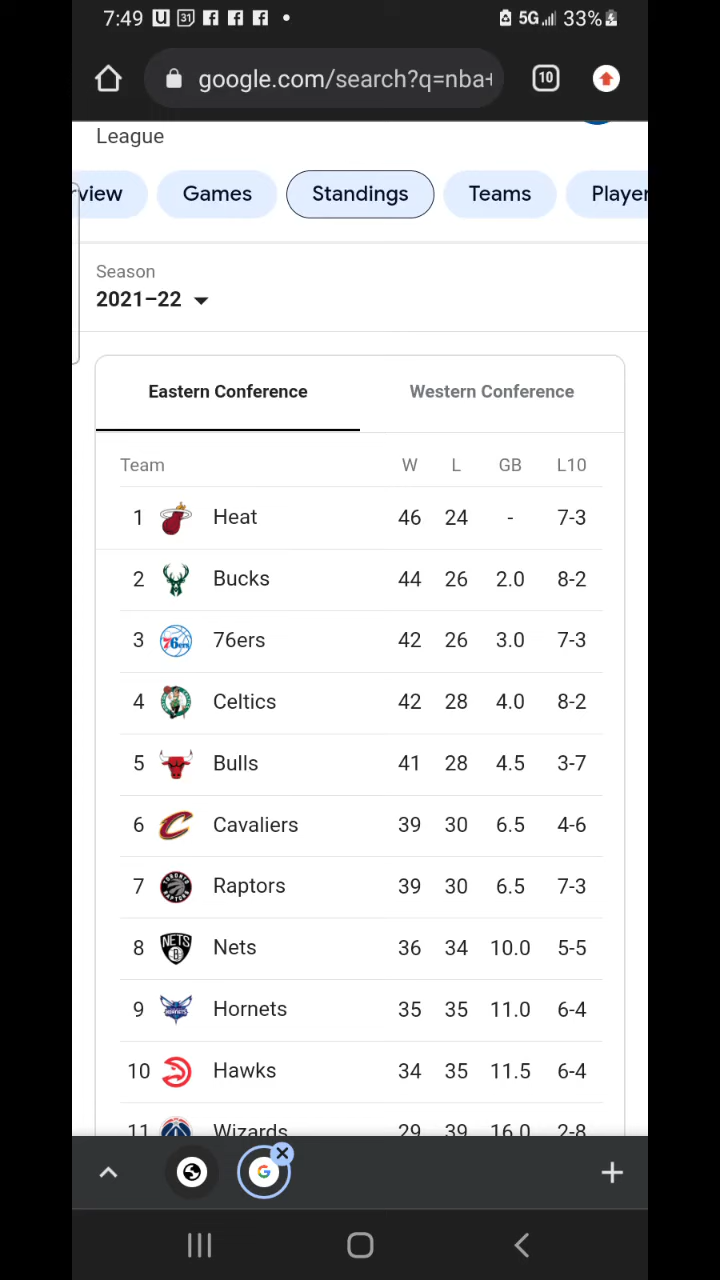 7:49 31 5G 33%
google.com/search?q=nba+ 10
League
rview Games Standings Teams Player
Season
2021–22
Eastern Conference Western Conference
Team W L GB L10
1 Heat 46 24 - 7-3
2 Bucks 44 26 2.0 8-2
3 76ers 76ers 42 26 3.0 7-3
4 Celtics 42 28 4.0 8-2
5 Bulls 41 28 4.5 3-7
6 Cavaliers 39 30 6.5 4-6
7 Raptors 39 30 6.5 7-3
8 NETS B Nets 36 34 10.0 5-5
9 Hornets 35 35 11.0 6-4
10 Hawks 34 35 11.5 6-4
11 Wizards 29 39 16.0 2-8